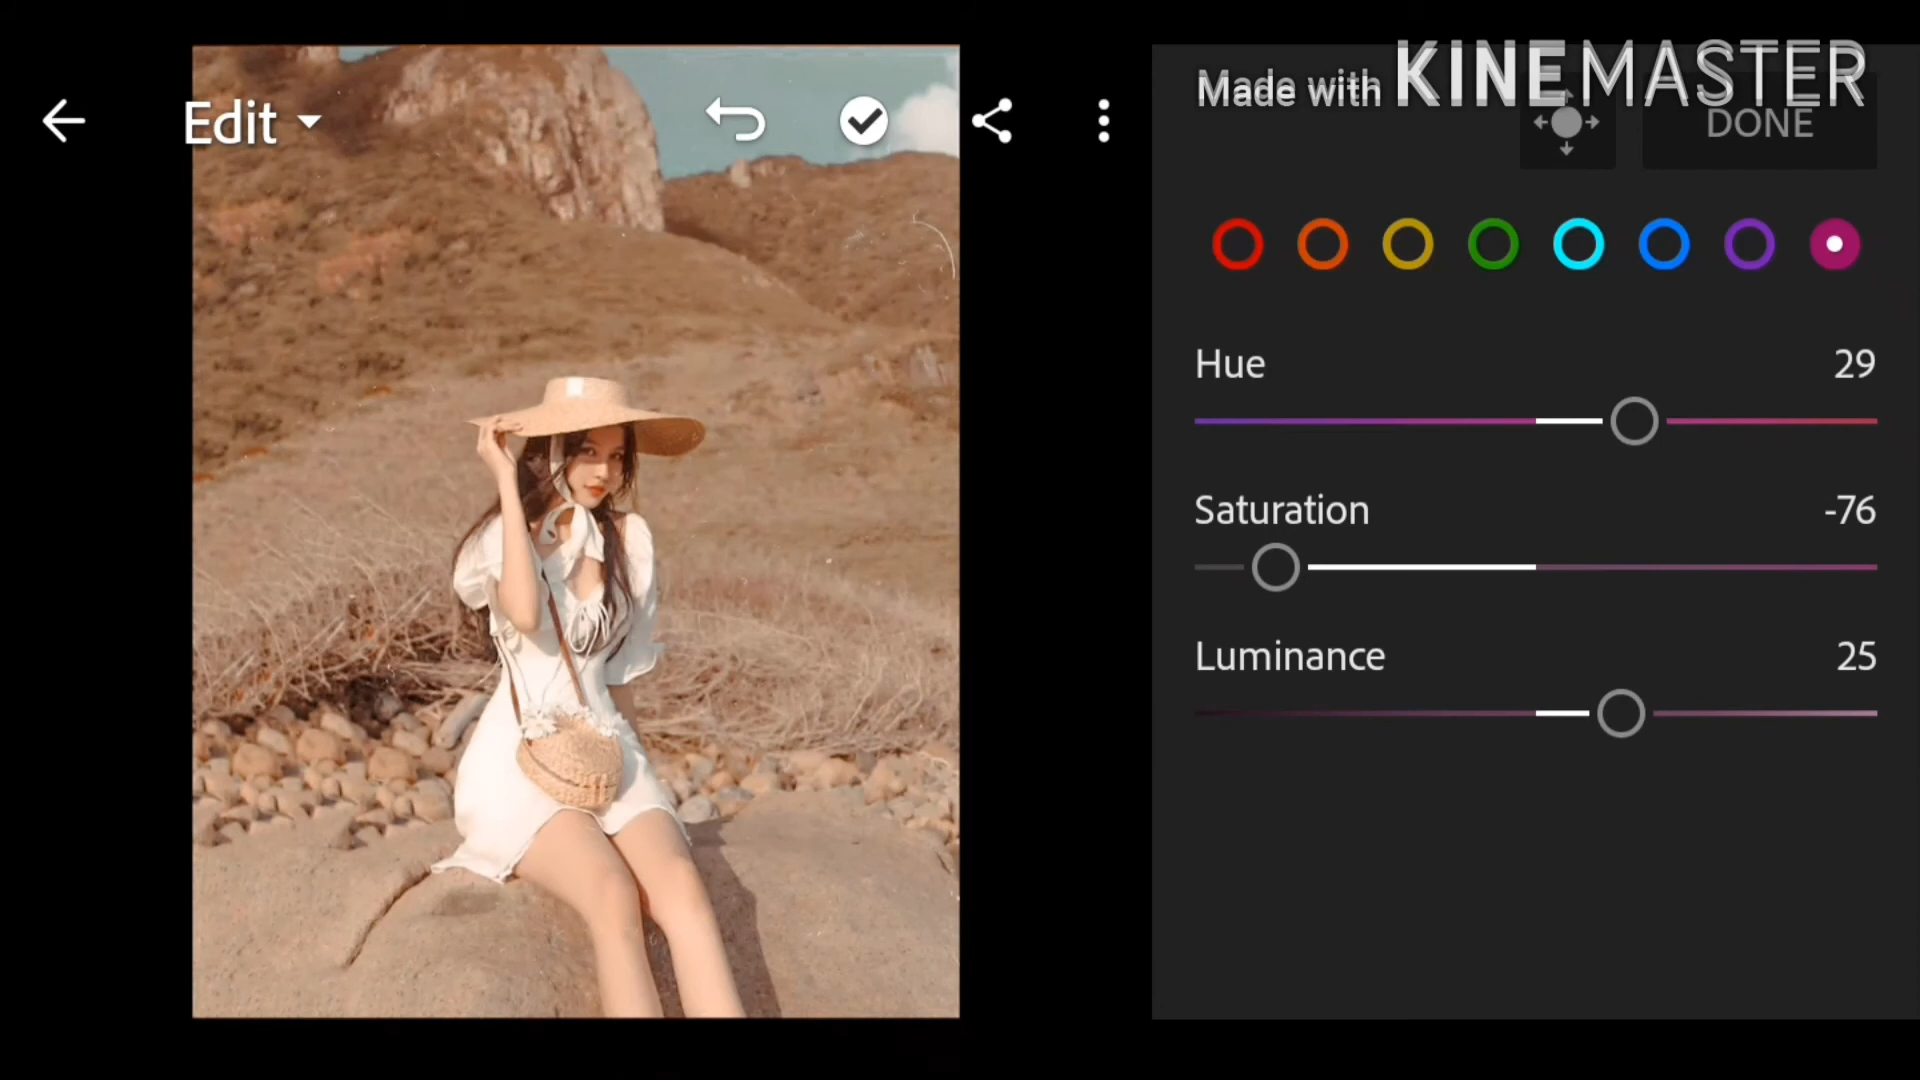 Edit
Made with KINEMASTER
DONE
Hue 29
Saturation -76
Luminance 25